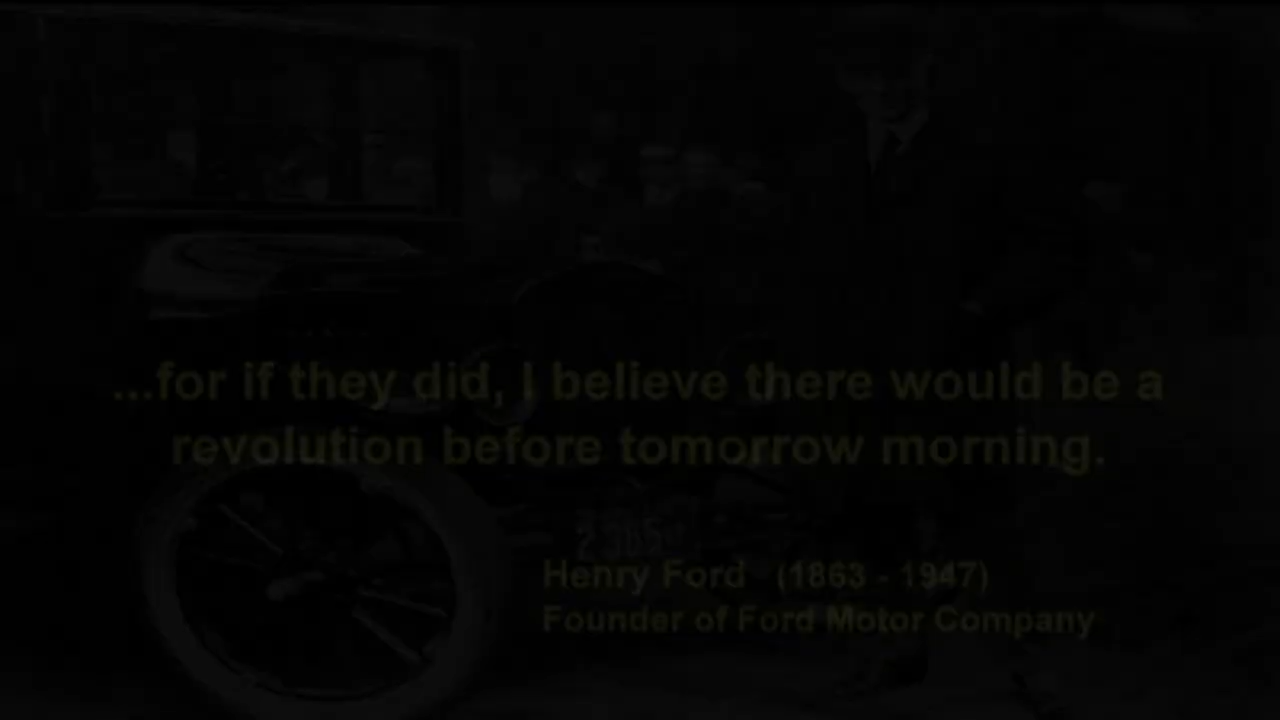 ...for if they did, I believe there would be a
revolution before tomorrow morning.
Henry Ford (1863 - 1947)
Founder of Ford Motor Company